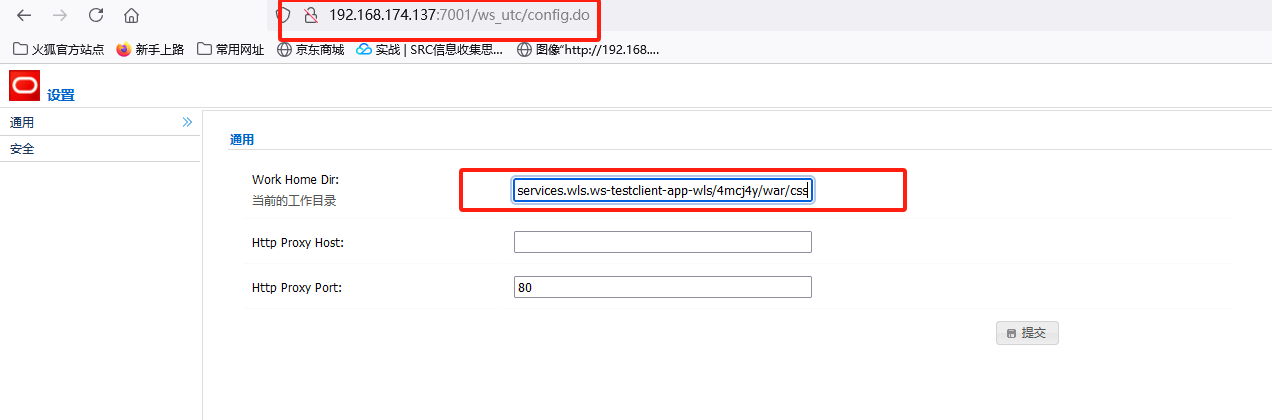 192.168.174.137:7001/ws_utc/config.do
火狐官方站点 新手上路 常用网址 京东商城 实战 | SRC信息收集思... 图像"http://192.168....
设置
通用
安全
通用
Work Home Dir: services.wls.ws-testclient-app-wls/4mcj4y/war/css
当前的工作目录
Http Proxy Host:
Http Proxy Port: 80
提交